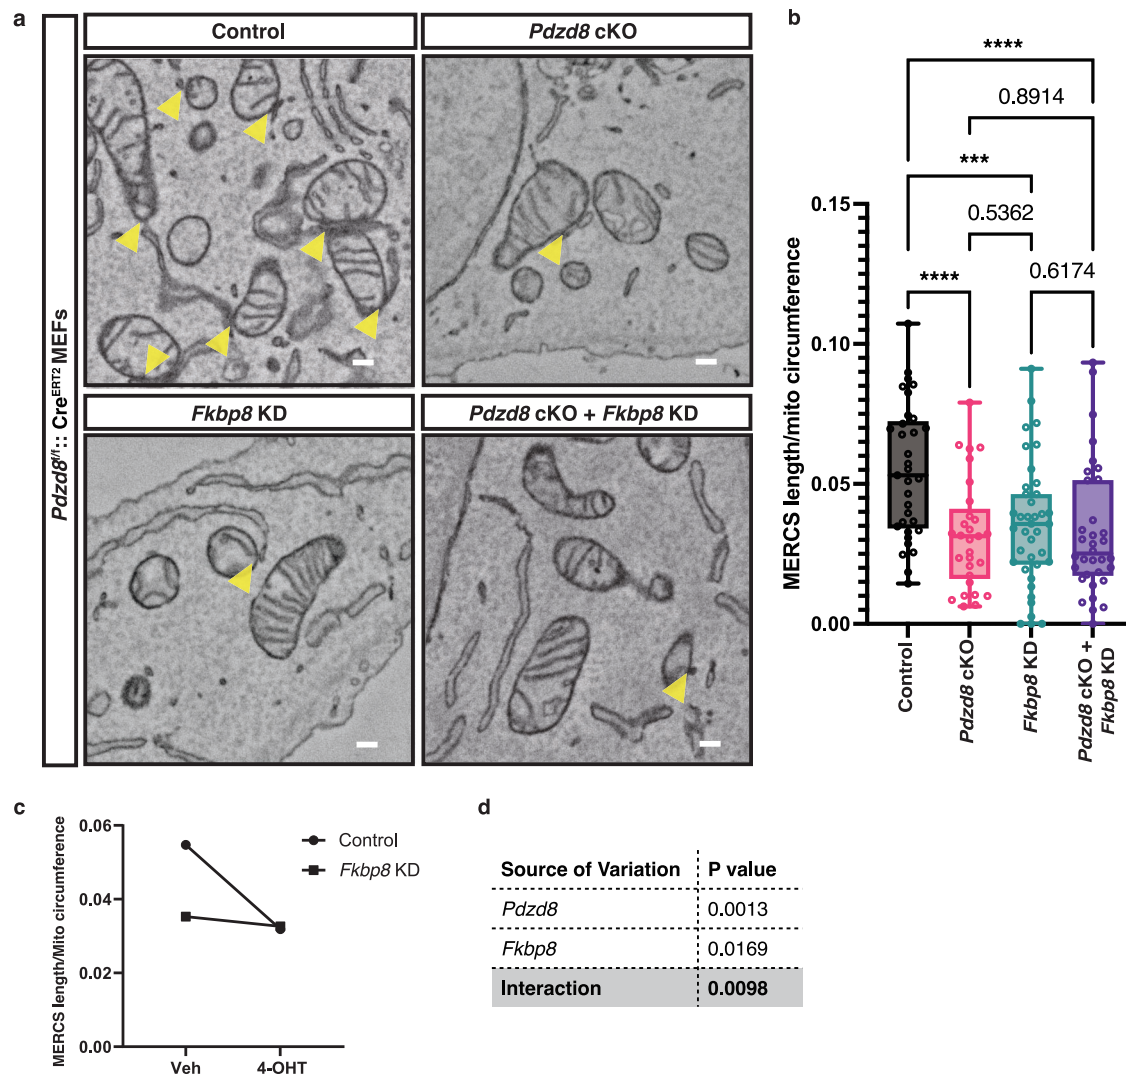 a
Control
Pdzd8 cKO
Pdzd8f/f:: CreERT2 MEFs
Fkbp8 KD
Pdzd8 cKO + Fkbp8 KD
b
****
0.8914
***
0.5362
0.6174
****
MERCS length/mito circumference
0.15
0.10
0.05
0.00
Control
Pdzd8 cKO
Fkbp8 KD
Pdzd8 cKO +
Fkbp8 KD
c
MERCS length/Mito circumference
0.06
0.04
0.02
0.00
Veh
4-OHT
Control
Fkbp8 KD
d
Source of Variation P value
Pdzd8 0.0013
Fkbp8 0.0169
Interaction 0.0098